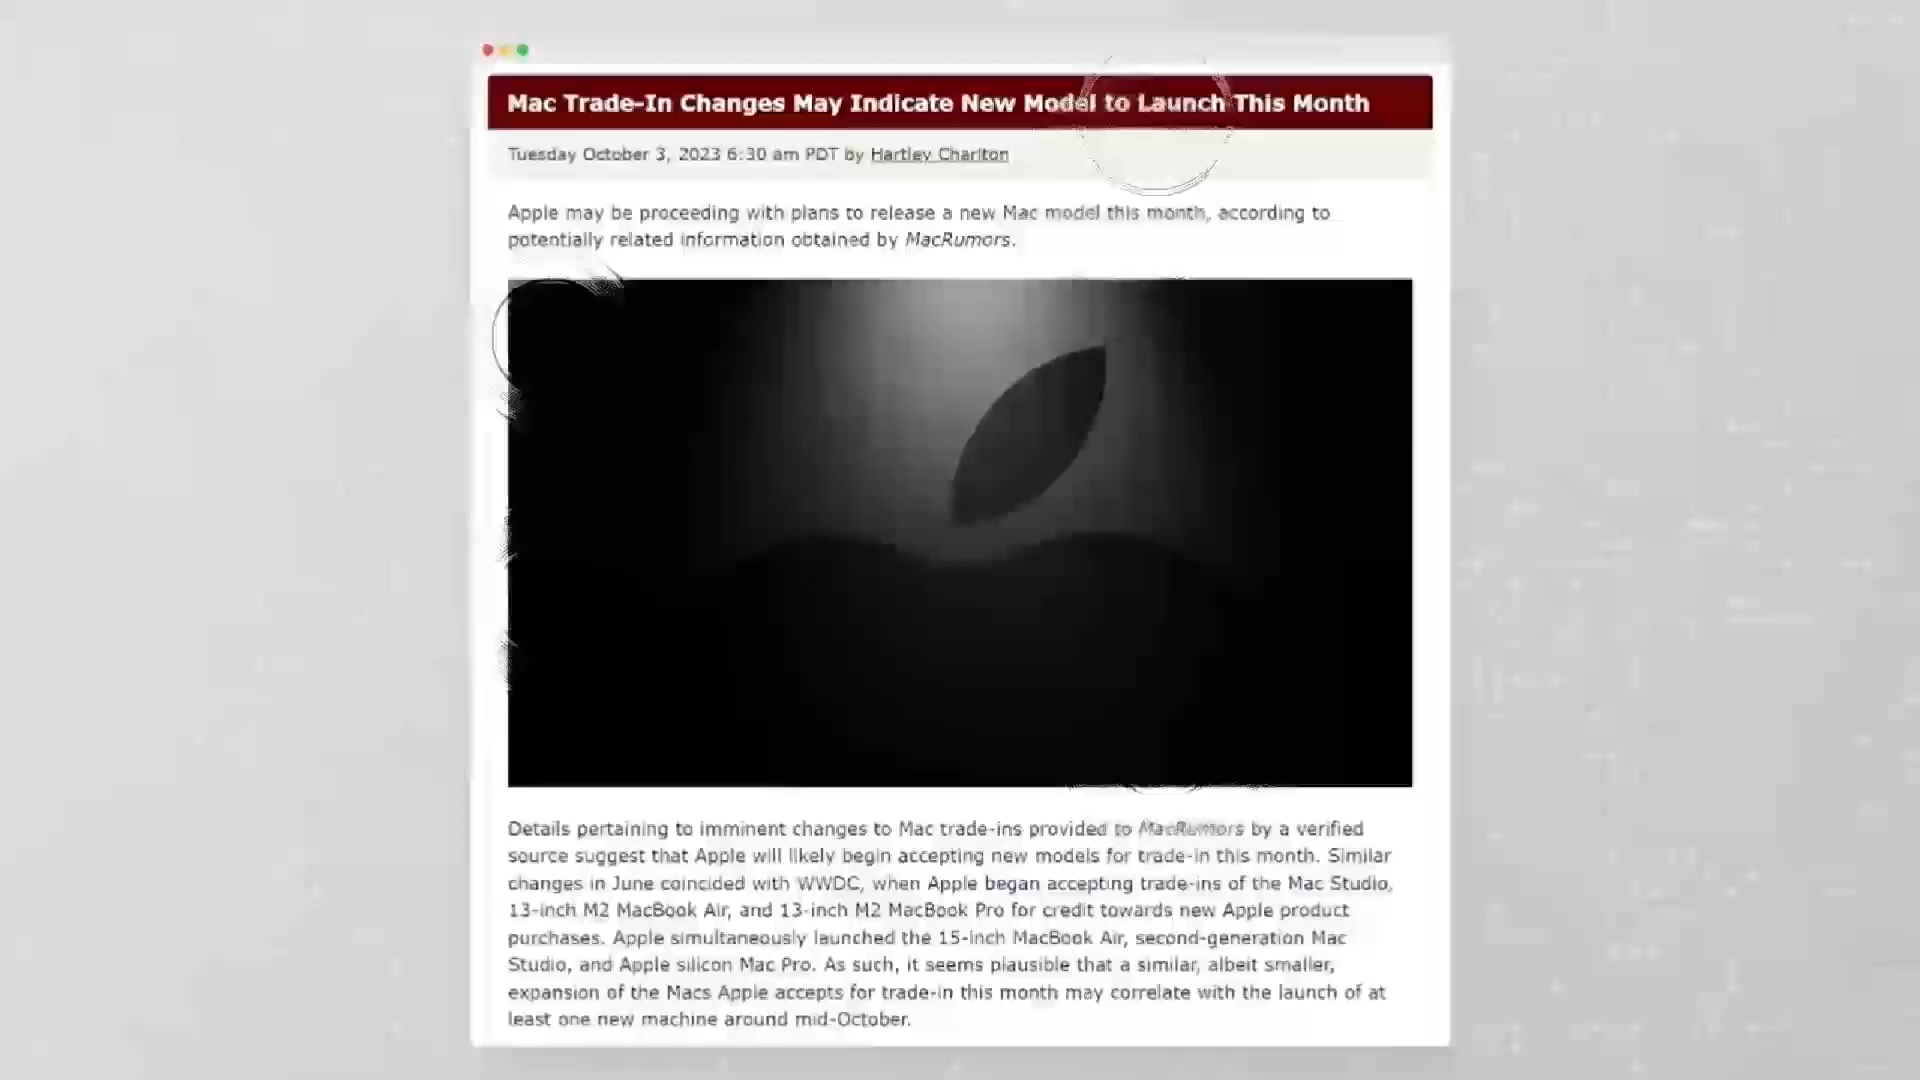 Mac Trade-In Changes May Indicate New Model to Launch This Month
Tuesday October 3, 2023 6:30 am PDT by Hartley Charlton
Apple may be proceeding with plans to release a new Mac model this month, according to
potentially related information obtained by MacRumors.
Details pertaining to imminent changes to Mac trade-ins provided to MacRumors by a verified
source suggest that Apple will likely begin accepting new models for trade-in this month. Similar
changes in June coincided with WWDC, when Apple began accepting trade-ins of the Mac Studio,
13-inch M2 MacBook Air, and 13-inch M2 MacBook Pro for credit towards new Apple product
purchases. Apple simultaneously launched the 15-inch MacBook Air, second-generation Mac
Studio, and Apple silicon Mac Pro. As such, it seems plausible that a similar, albeit smaller,
expansion of the Macs Apple accepts for trade-in this month may correlate with the launch of at
least one new machine around mid-October.